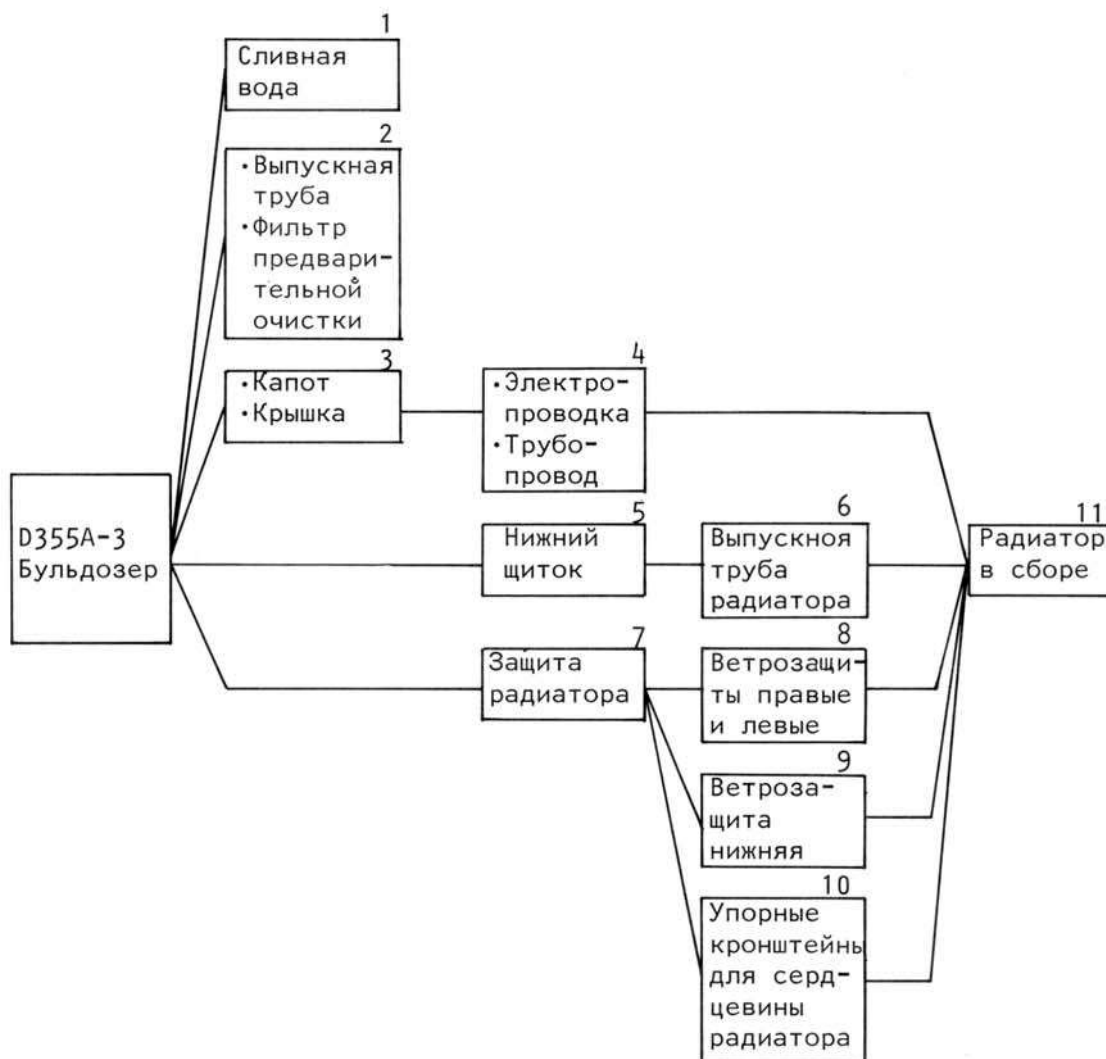 1
Сливная
вода
2
·Выпускная
труба
·Фильтр
предвари-
тельной
очистки
3
·Капот
·Крышка
4
·Электро-
проводка
·Трубо-
провод
D355A-3
Бульдозер
5
Нижний
щиток
6
Выпускноя
труба
радиатора
11
Радиатор
в сборе
7
Защита
радиатора
8
Ветрозащи-
ты правые
и левые
9
Ветроза-
щита
нижняя
10
Упорные
кронштейны
для серд-
цевины
радиатора